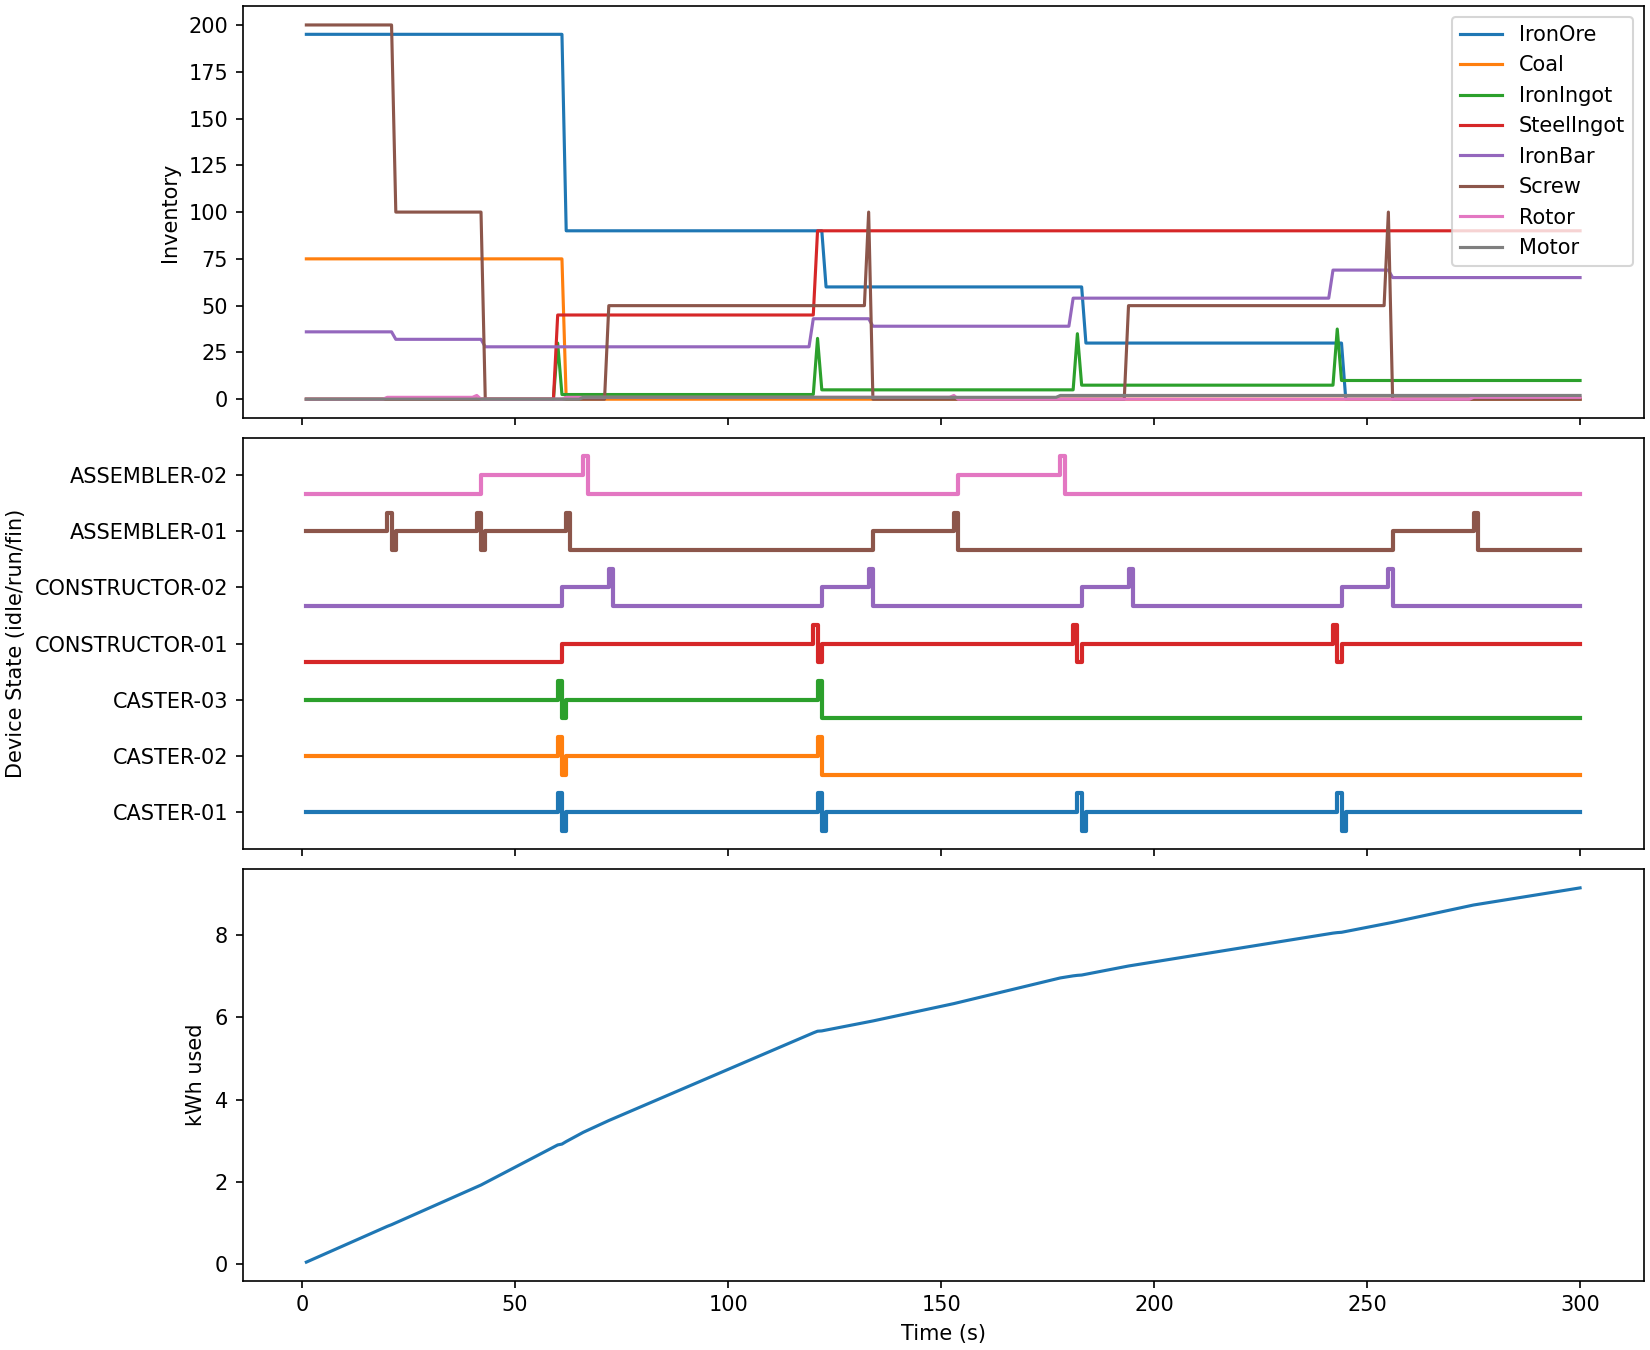 200
175
150
125
100
75
50
25
0
Inventory
IronOre
Coal
IronIngot
SteelIngot
IronBar
Screw
Rotor
Motor
ASSEMBLER-02
ASSEMBLER-01
CONSTRUCTOR-02
CONSTRUCTOR-01
CASTER-03
CASTER-02
CASTER-01
Device State (idle/run/fin)
8
6
4
2
0
kWh used
0 50 100 150 200 250 300
Time (s)